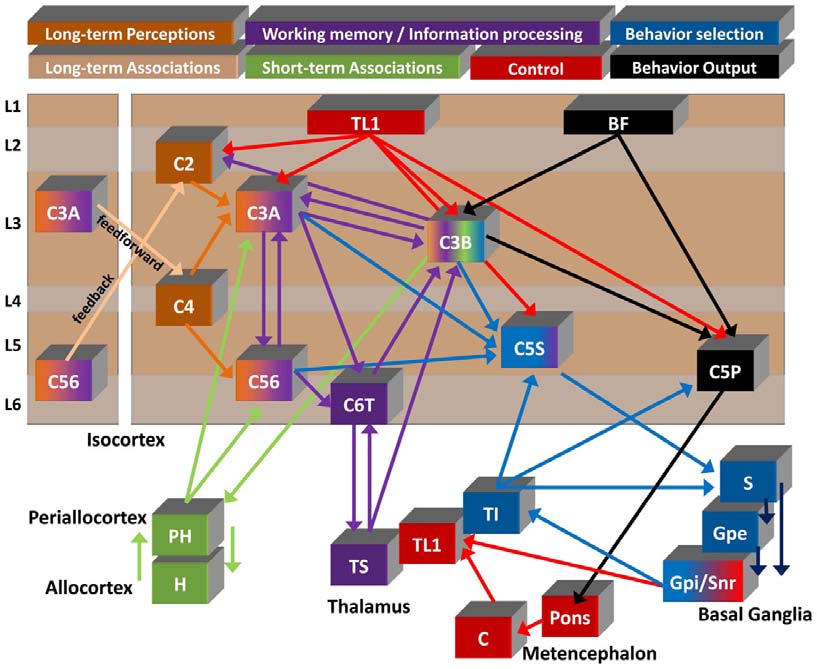 Long-term Perceptions
Working memory / Information processing
Behavior selection
Long-term Associations
Short-term Associations
Control
Behavior Output
L1
TL1
BF
L2
C2
C3A
C3A
L3
C3B
feedforward
feedback
L4
C4
L5
C5S
C5P
C56
C56
L6
C6T
Isocortex
S
TI
Periallocortex
PH
Gpe
TL1
Allocortex
H
TS
Gpi/Snr
Thalamus
Basal Ganglia
Pons
C
Metencephalon